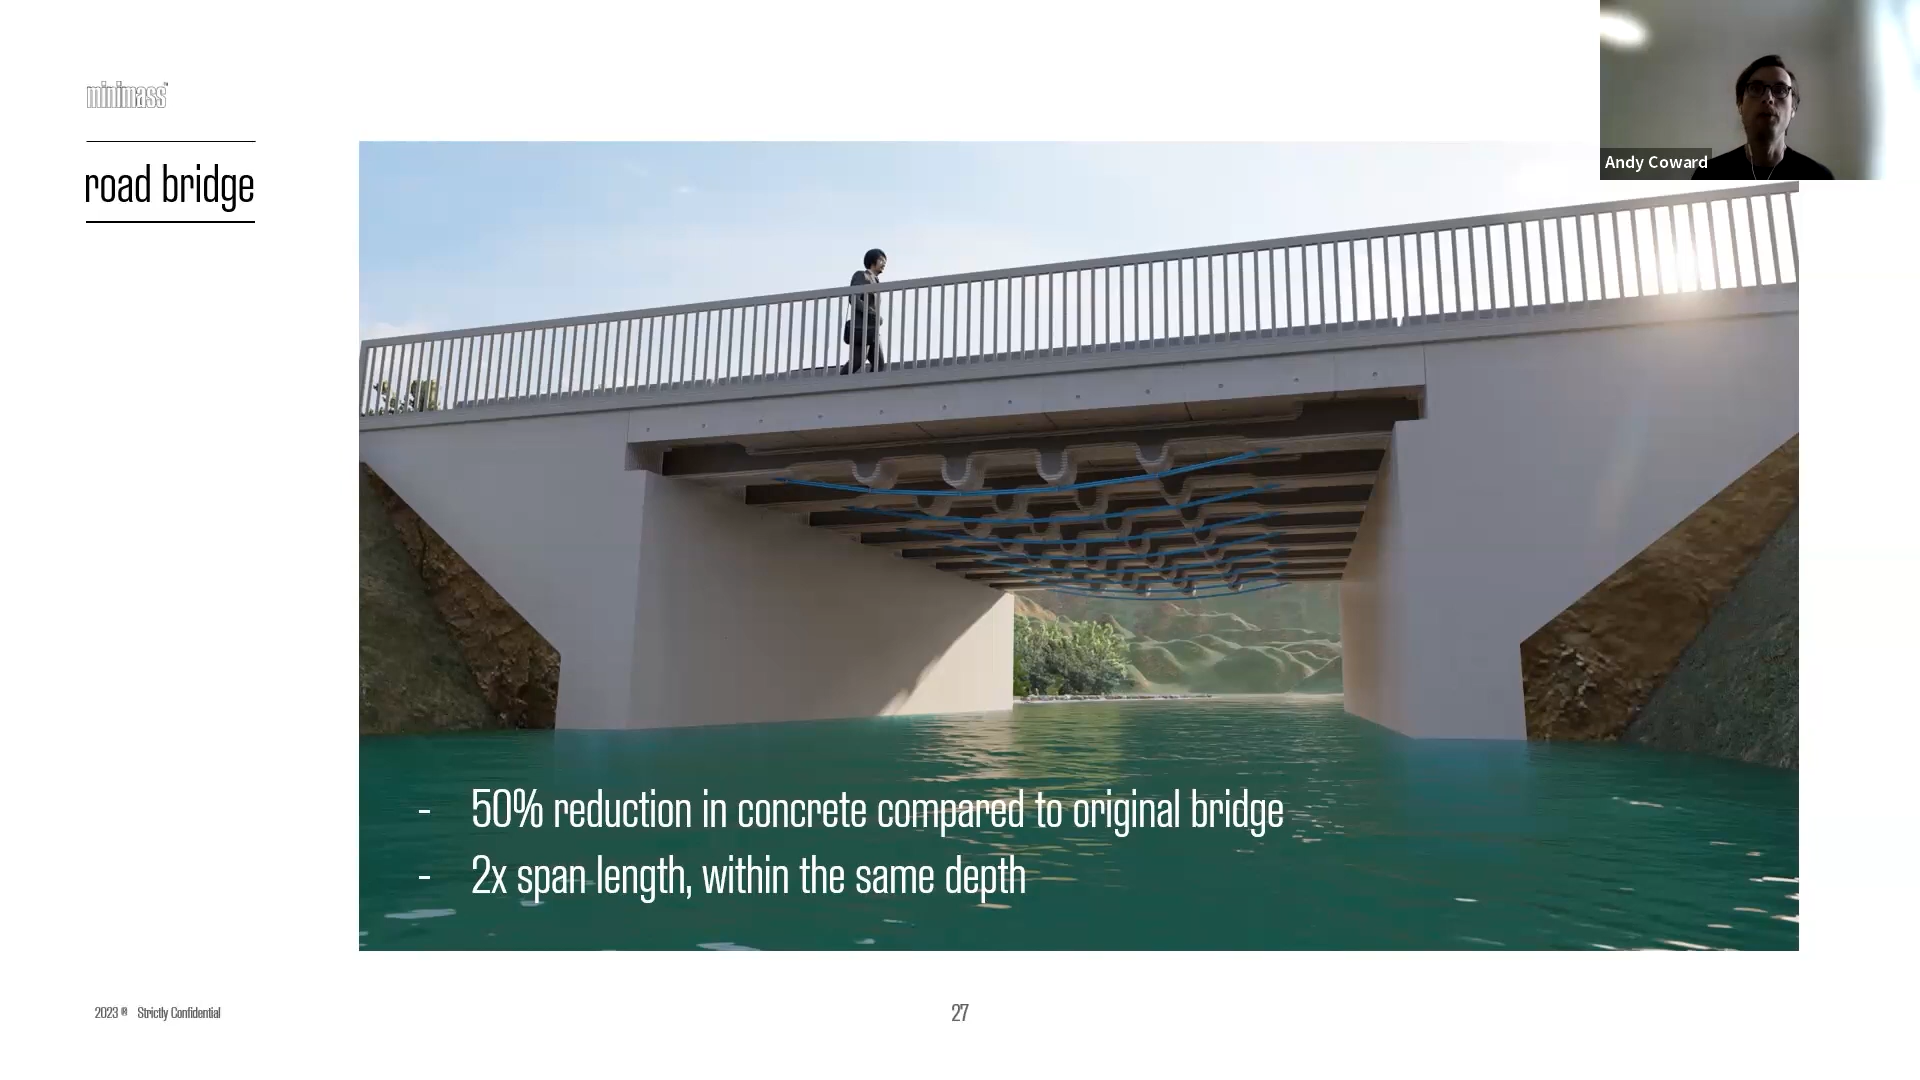 minimass™
Andy Coward
road bridge
- 50% reduction in concrete compared to original bridge
- 2x span length, within the same depth
2023 © Strictly Confidential
27